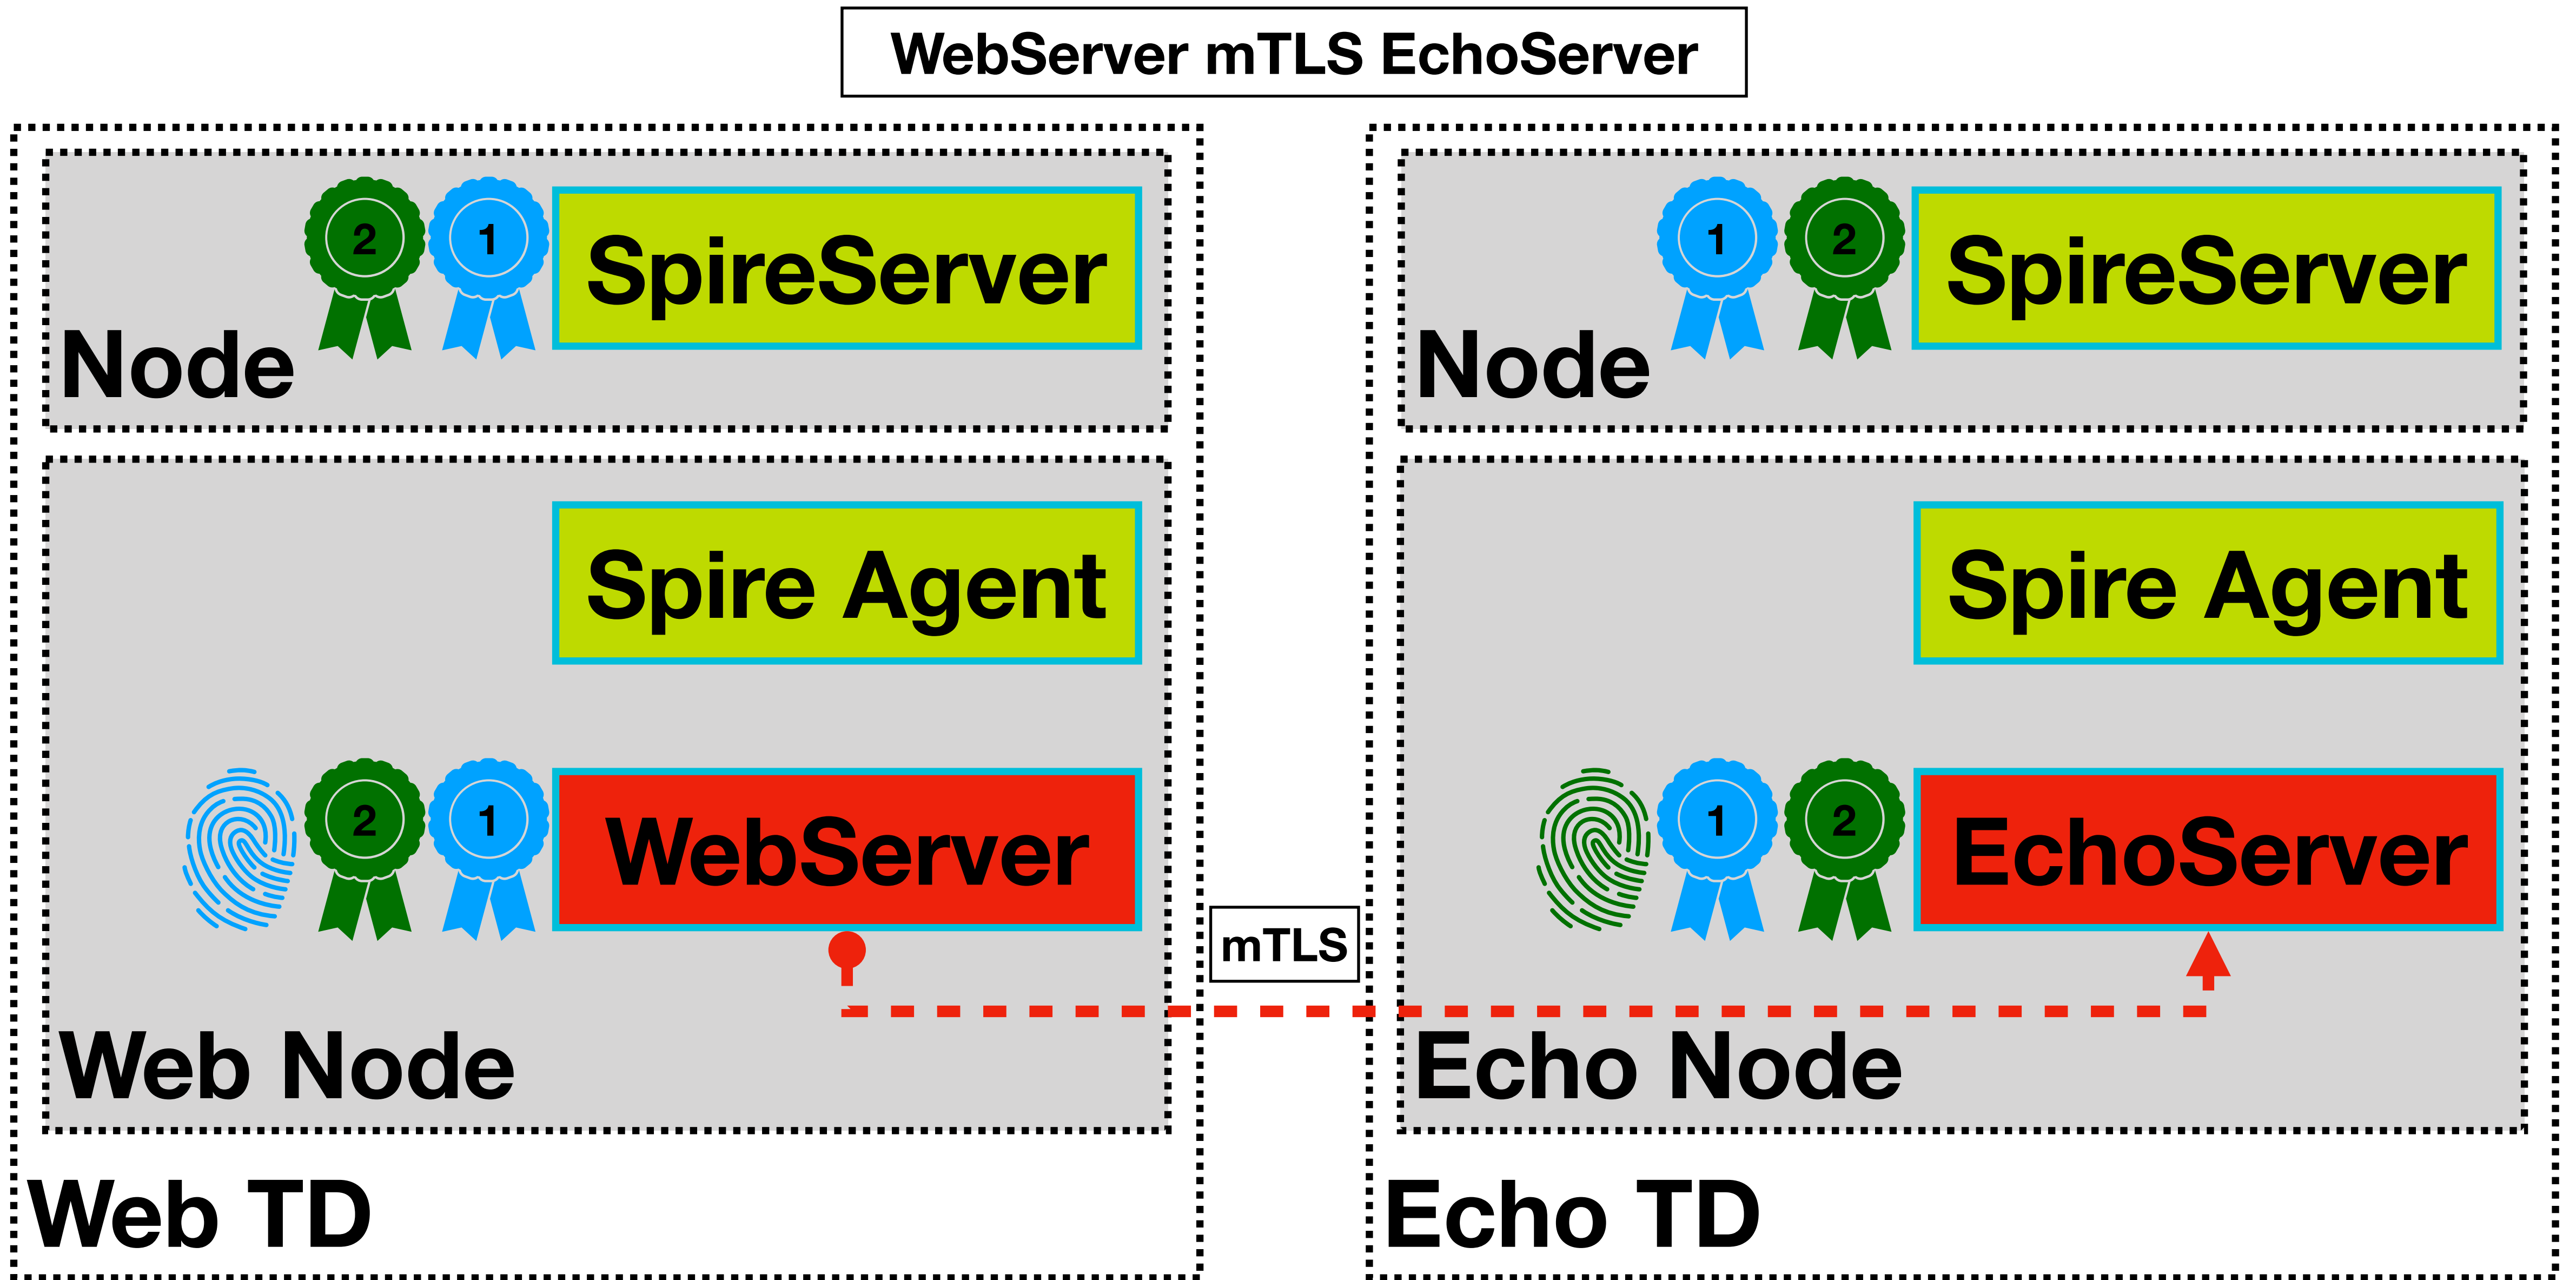 WebServer mTLS EchoServer
2
1
SpireServer
Node
Spire Agent
2
1
WebServer
Web Node
Web TD
mTLS
1
2
SpireServer
Node
Spire Agent
1
2
EchoServer
Echo Node
Echo TD